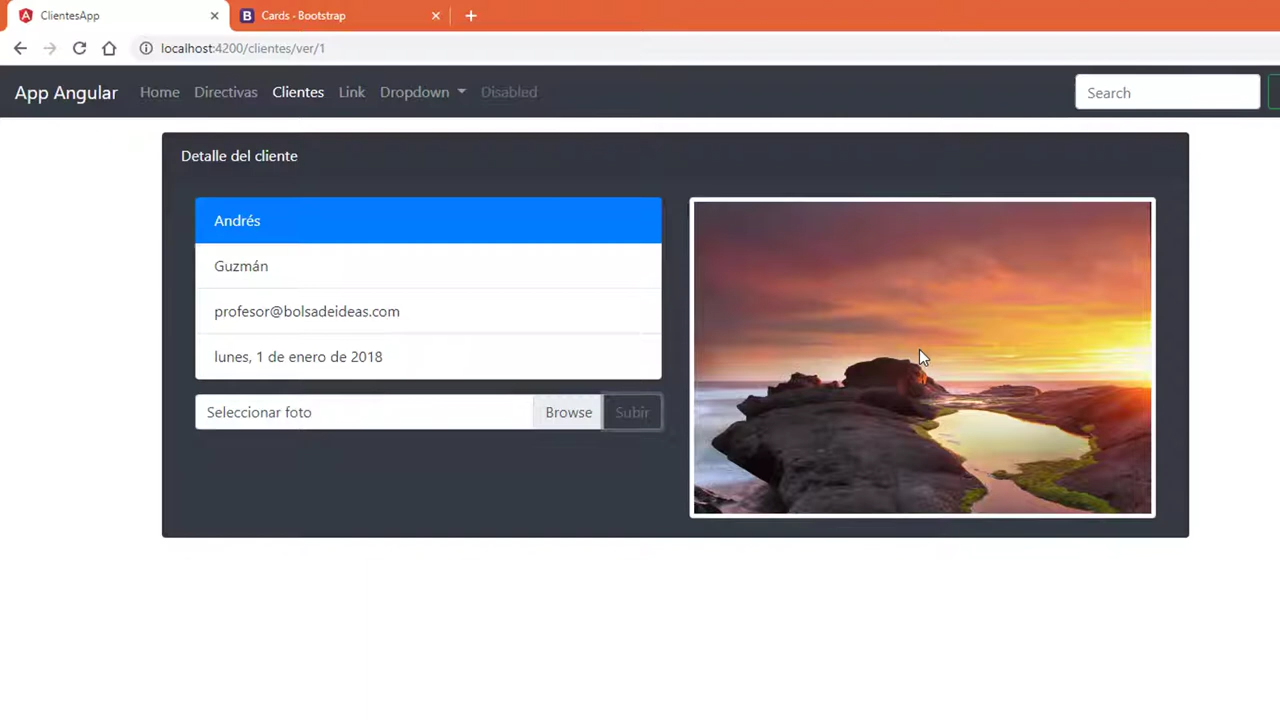 ClientesApp
Cards - Bootstrap
localhost:4200/clientes/ver/1
App Angular Home Directivas Clientes Link Dropdown Disabled Search
Detalle del cliente
Andrés
Guzmán
profesor@bolsadeideas.com
lunes, 1 de enero de 2018
Seleccionar foto Browse Subir